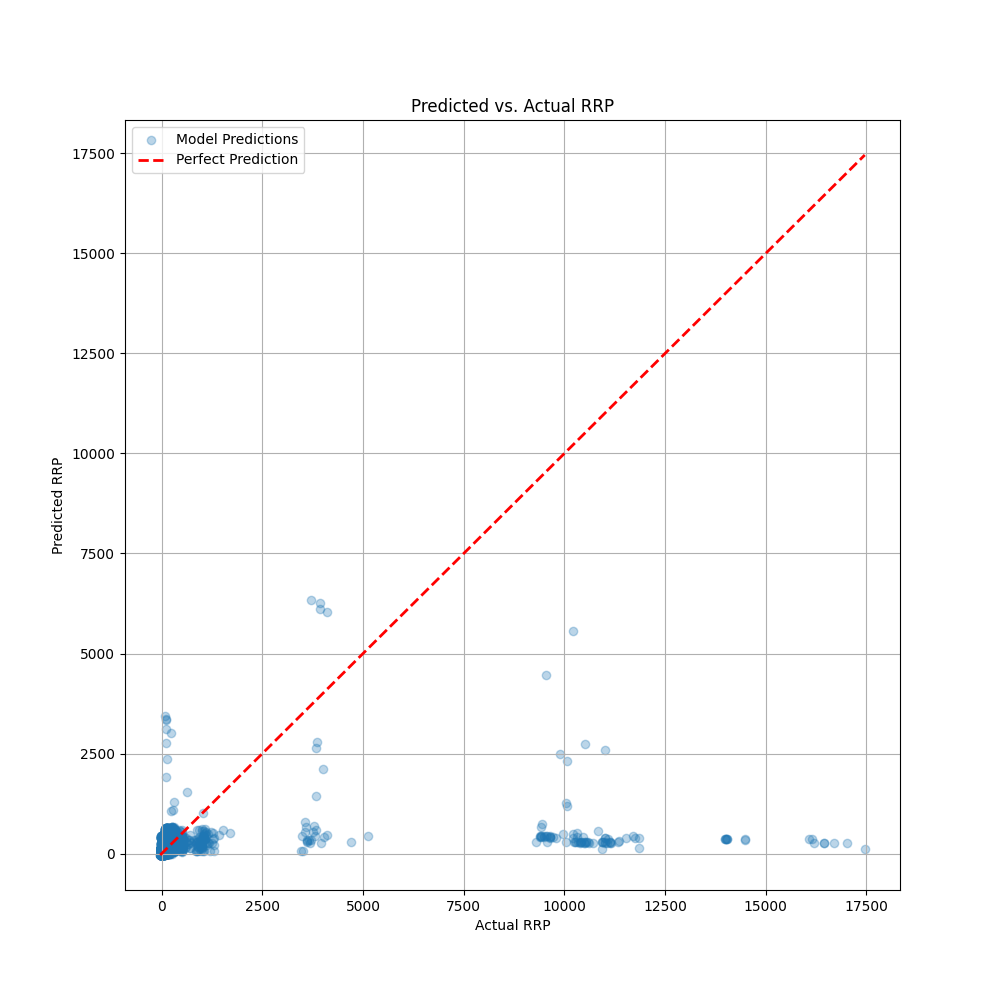 Predicted vs. Actual RRP
Model Predictions
Perfect Prediction
17500
15000
12500
10000
7500
5000
2500
0
Predicted RRP
0 2500 5000 7500 10000 12500 15000 17500
Actual RRP